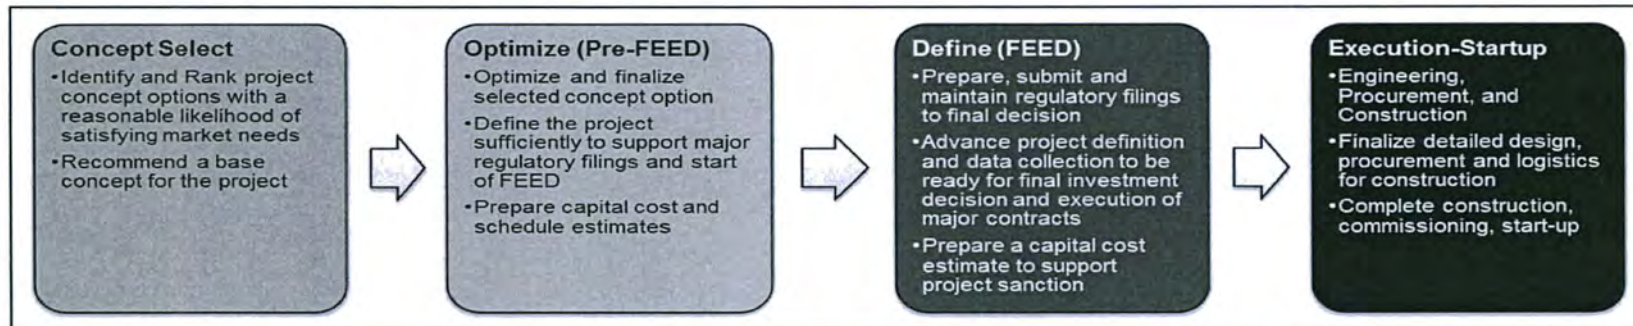 Concept Select
•Identify and Rank project
concept options with a
reasonable likelihood of
satisfying market needs
•Recommend a base
concept for the project
Optimize (Pre-FEED)
•Optimize and finalize
selected concept option
•Define the project
sufficiently to support major
regulatory filings and start
of FEED
•Prepare capital cost and
schedule estimates
Define (FEED)
•Prepare, submit and
maintain regulatory filings
to final decision
•Advance project definition
and data collection to be
ready for final investment
decision and execution of
major contracts
•Prepare a capital cost
estimate to support
project sanction
Execution-Startup
•Engineering,
Procurement, and
Construction
•Finalize detailed design,
procurement and logistics
for construction
•Complete construction,
commissioning, start-up